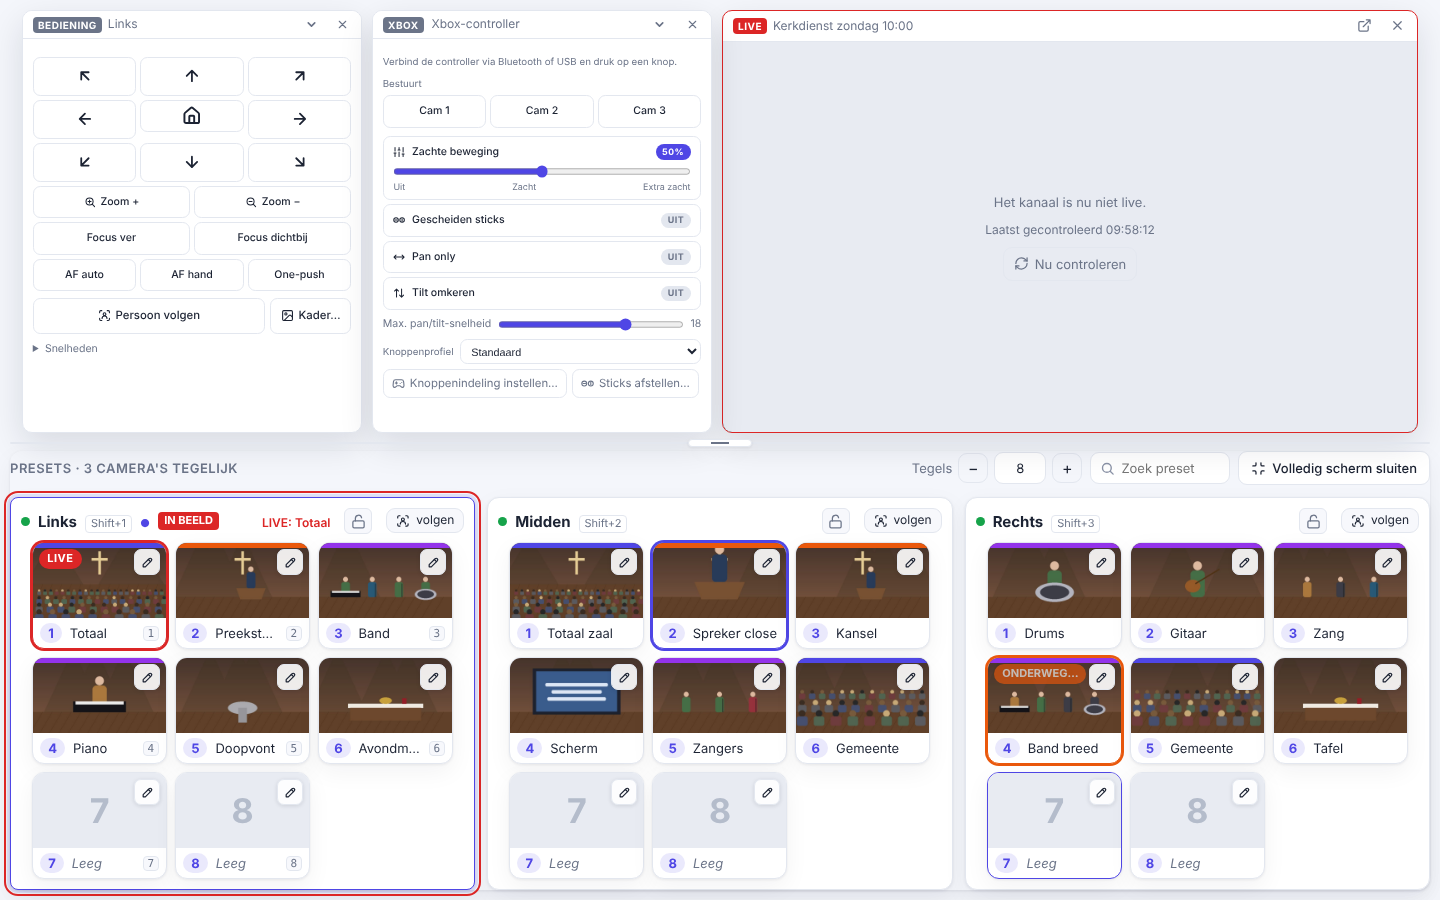 BEDIENING Links
Zoom +
Zoom −
Focus ver
Focus dichtbij
AF auto
AF hand
One-push
Persoon volgen
Kader...
Snelheden
XBOX Xbox-controller
Verbind de controller via Bluetooth of USB en druk op een knop.
Bestuurt
Cam 1
Cam 2
Cam 3
Zachte beweging 50%
Uit Zacht Extra zacht
Gescheiden sticks UIT
Pan only UIT
Tilt omkeren UIT
Max. pan/tilt-snelheid 18
Knoppenprofiel Standaard
Knoppenindeling instellen...
Sticks afstellen...
LIVE Kerkdienst zondag 10:00
Het kanaal is nu niet live.
Laatst gecontroleerd 09:58:12
Nu controleren
PRESETS · 3 CAMERA'S TEGELIJK
Tegels − 8 +
Zoek preset
Volledig scherm sluiten
Links Shift+1 IN BEELD LIVE: Totaal volgen
LIVE
1 Totaal 1
2 Preekst... 2
3 Band 3
4 Piano 4
5 Doopvont 5
6 Avondm... 6
7
8
7 Leeg 7
8 Leeg 8
Midden Shift+2 volgen
1 Totaal zaal
2 Spreker close
3 Kansel
4 Scherm
5 Zangers
6 Gemeente
7
8
7 Leeg
8 Leeg
Rechts Shift+3 volgen
1 Drums
2 Gitaar
3 Zang
ONDERWEG...
4 Band breed
5 Gemeente
6 Tafel
7
8
7 Leeg
8 Leeg